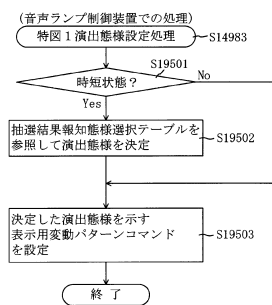 (音声ランプ制御装置での処理)
特図1演出態様設定処理
S14983
S19501
時短状態?
No
Yes
抽選結果報知態様選択テーブルを
参照して演出態様を決定
S19502
決定した演出態様を示す
表示用変動パターンコマンド
を設定
S19503
終了